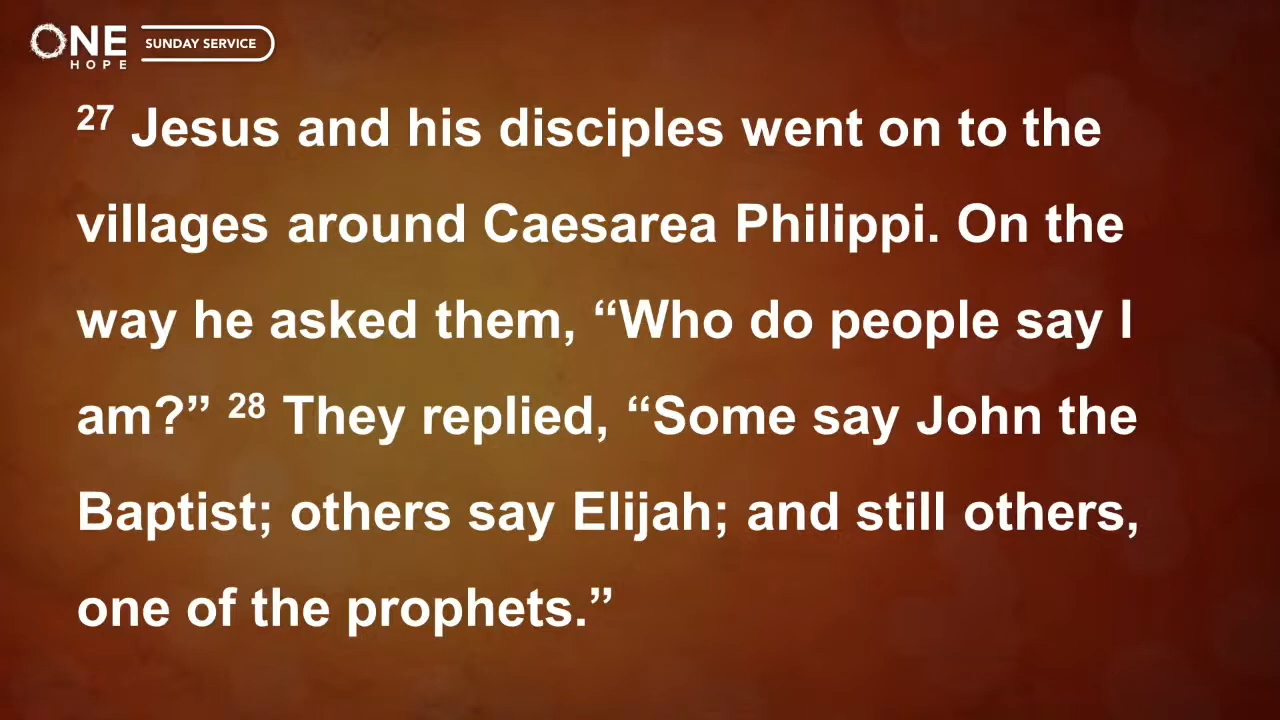 ONE
HOPE
SUNDAY SERVICE
27 Jesus and his disciples went on to the
villages around Caesarea Philippi. On the
way he asked them, “Who do people say I
am?” 28 They replied, “Some say John the
Baptist; others say Elijah; and still others,
one of the prophets.”